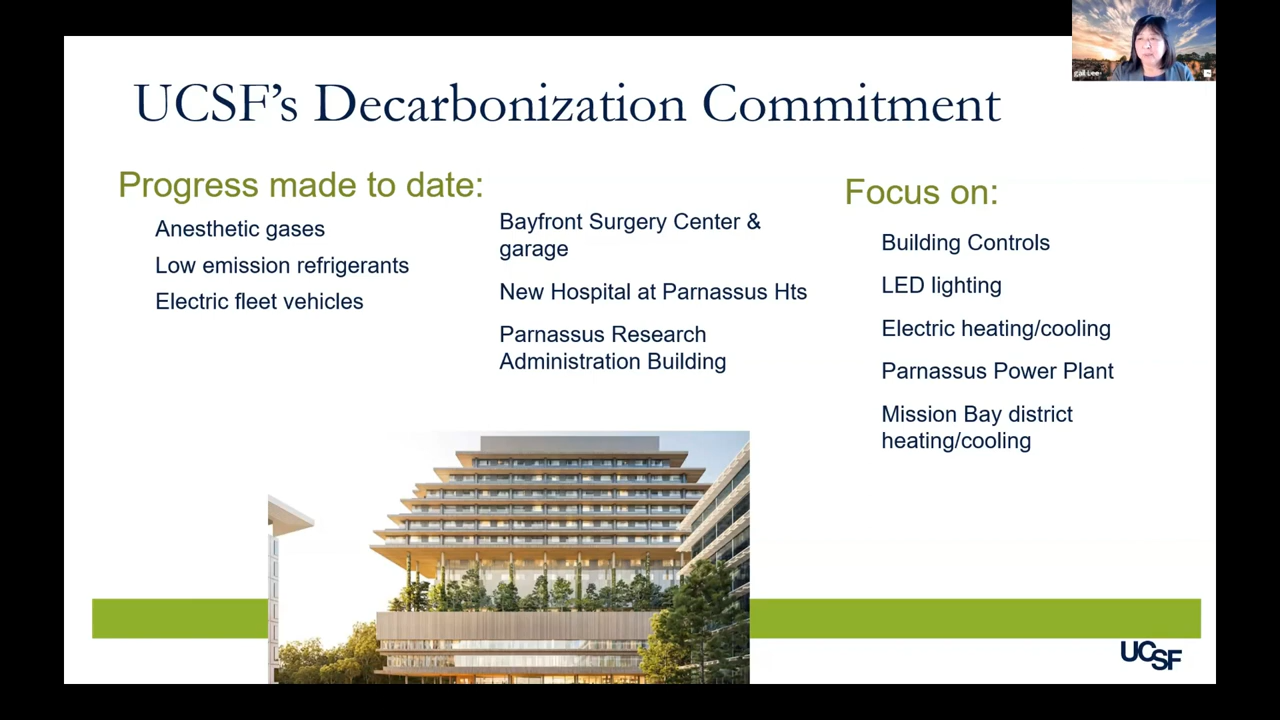 UCSF's Decarbonization Commitment
Progress made to date:
Anesthetic gases
Low emission refrigerants
Electric fleet vehicles
Bayfront Surgery Center &
garage
New Hospital at Parnassus Hts
Parnassus Research
Administration Building
Focus on:
Building Controls
LED lighting
Electric heating/cooling
Parnassus Power Plant
Mission Bay district
heating/cooling
UCSF
gail Lee